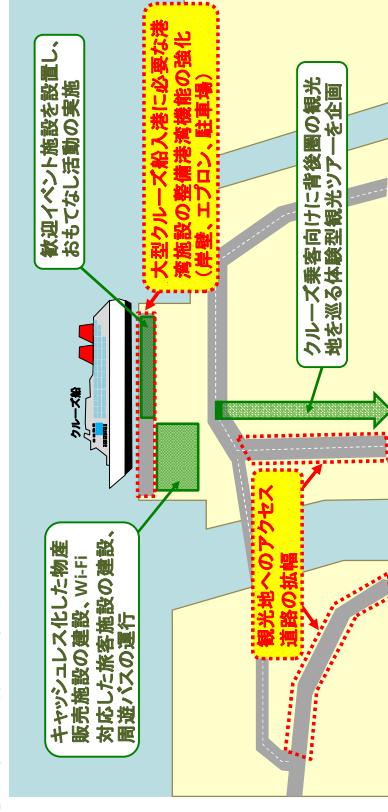 キャッシュレス化した物産
販売施設の建設、Wi-Fi
対応した旅客施設の建設、
周遊バスの運行
クルーズ船
歓迎イベント施設を設置し、
おもてなし活動の実施
大型クルーズ船入港に必要な港
湾施設の整備港湾機能の強化
（岸壁、エプロン、駐車場）
観光地へのアクセス
道路の拡幅
クルーズ乗客向けに背後圏の観光
地を巡る体験型観光ツアーを企画